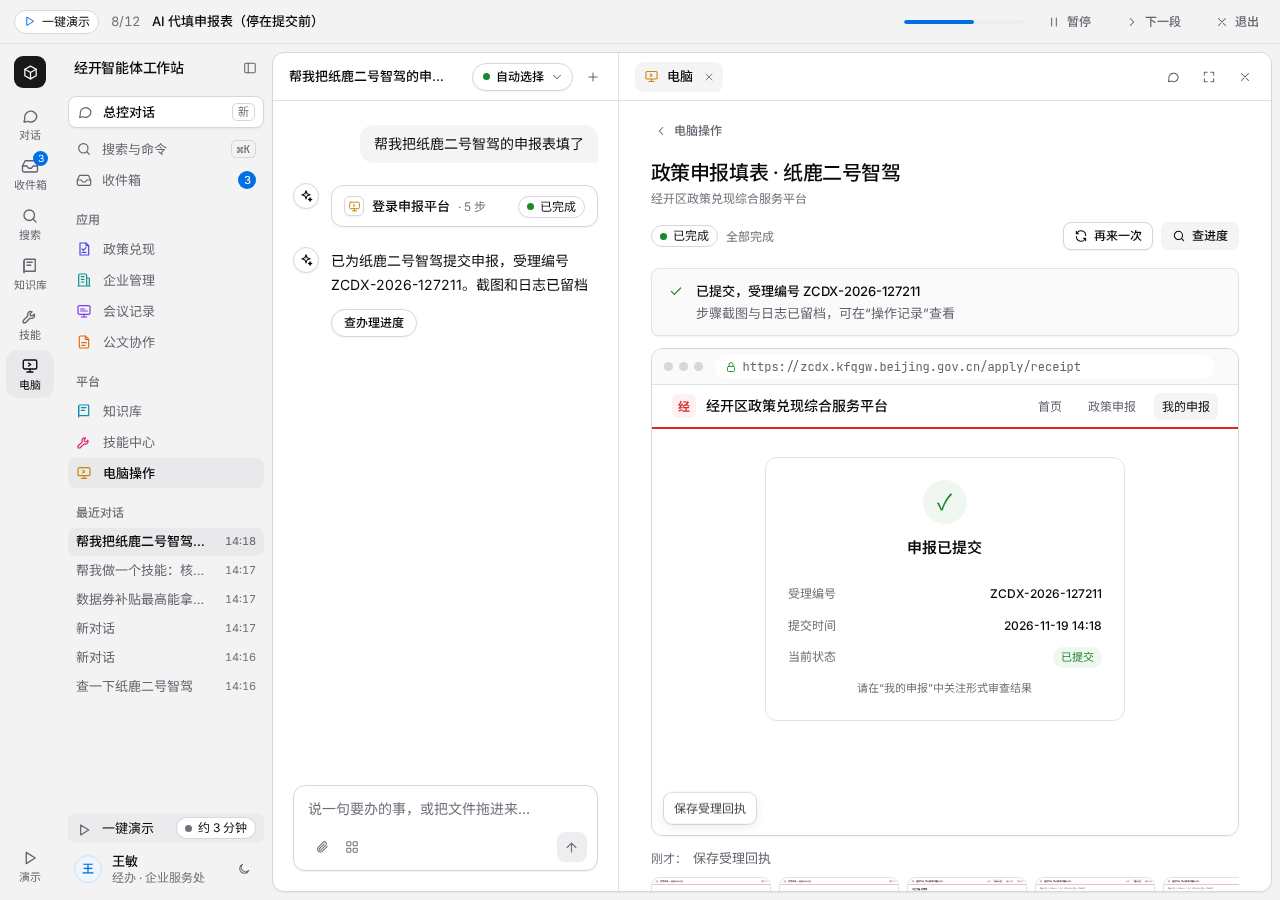 一键演示
8/12
AI 代填申报表（停在提交前）
暂停
下一段
退出
对话
3
收件箱
搜索
知识库
技能
电脑
演示
经开智能体工作站
总控对话
新
搜索与命令
⌘K
收件箱
3
应用
政策兑现
企业管理
会议记录
公文协作
平台
知识库
技能中心
电脑操作
最近对话
帮我把纸鹿二号智驾... 14:18
帮我做一个技能：核... 14:17
数据券补贴最高能拿... 14:17
新对话 14:17
新对话 14:16
查一下纸鹿二号智驾 14:16
一键演示
约 3 分钟
王
王敏
经办 · 企业服务处
帮我把纸鹿二号智驾的申...
自动选择
帮我把纸鹿二号智驾的申报表填了
登录申报平台 · 5 步
已完成
已为纸鹿二号智驾提交申报，受理编号
ZCDX-2026-127211。截图和日志已留档
查办理进度
说一句要办的事，或把文件拖进来...
电脑
电脑操作
政策申报填表 · 纸鹿二号智驾
经开区政策兑现综合服务平台
已完成
全部完成
再来一次
查进度
已提交，受理编号 ZCDX-2026-127211
步骤截图与日志已留档，可在“操作记录”查看
https://zcdx.kfqgw.beijing.gov.cn/apply/receipt
经
经开区政策兑现综合服务平台
首页
政策申报
我的申报
申报已提交
受理编号 ZCDX-2026-127211
提交时间 2026-11-19 14:18
当前状态 已提交
请在“我的申报”中关注形式审查结果
保存受理回执
刚才： 保存受理回执